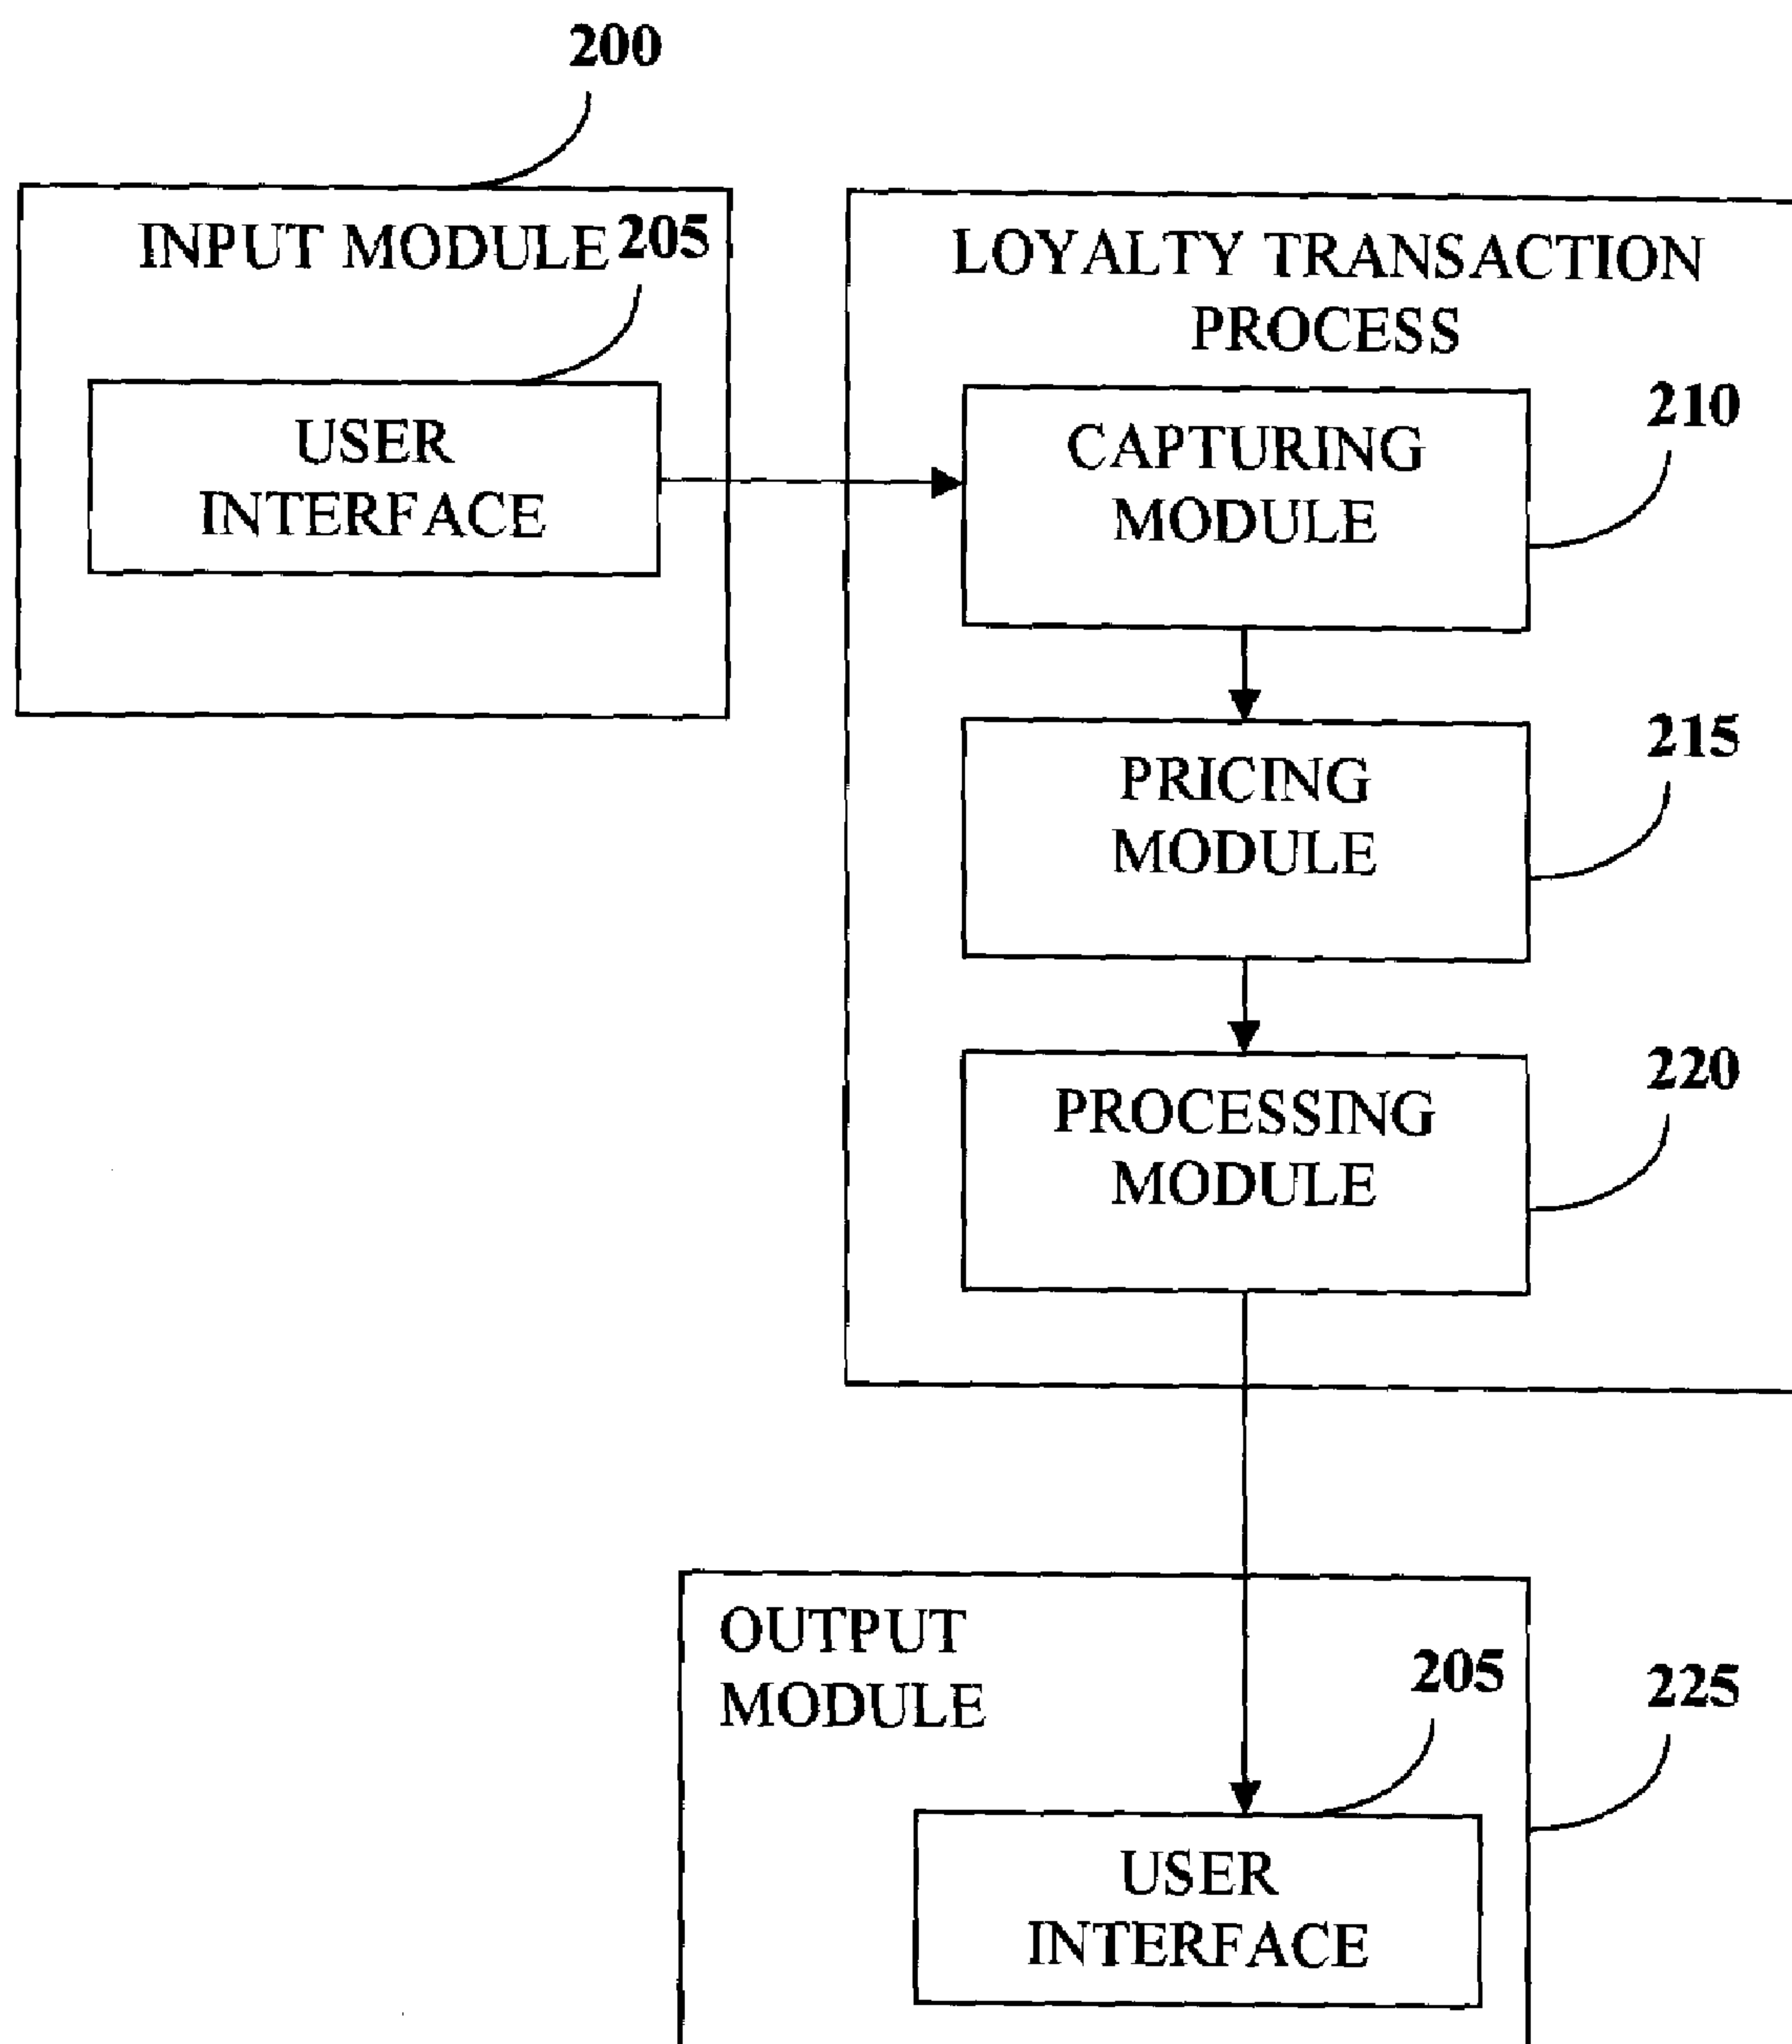 200
INPUT MODULE 205
USER
INTERFACE
LOYALTY TRANSACTION
PROCESS
CAPTURING
MODULE
210
PRICING
MODULE
215
PROCESSING
MODULE
220
OUTPUT
MODULE
205
225
USER
INTERFACE